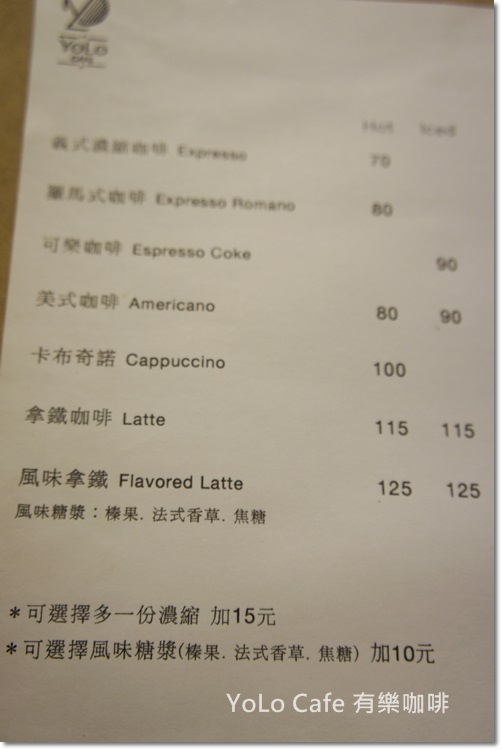 YoLo
Hot Iced
義式濃縮咖啡 Expresso 70
羅馬式咖啡 Expresso Romano 80
可樂咖啡 Espresso Coke 90
美式咖啡 Americano 80 90
卡布奇諾 Cappuccino 100
拿鐵咖啡 Latte 115 115
風味拿鐵 Flavored Latte 125 125
風味糖漿：榛果. 法式香草. 焦糖
＊可選擇多一份濃縮 加15元
＊可選擇風味糖漿(榛果. 法式香草. 焦糖) 加10元
YoLo Cafe 有樂咖啡